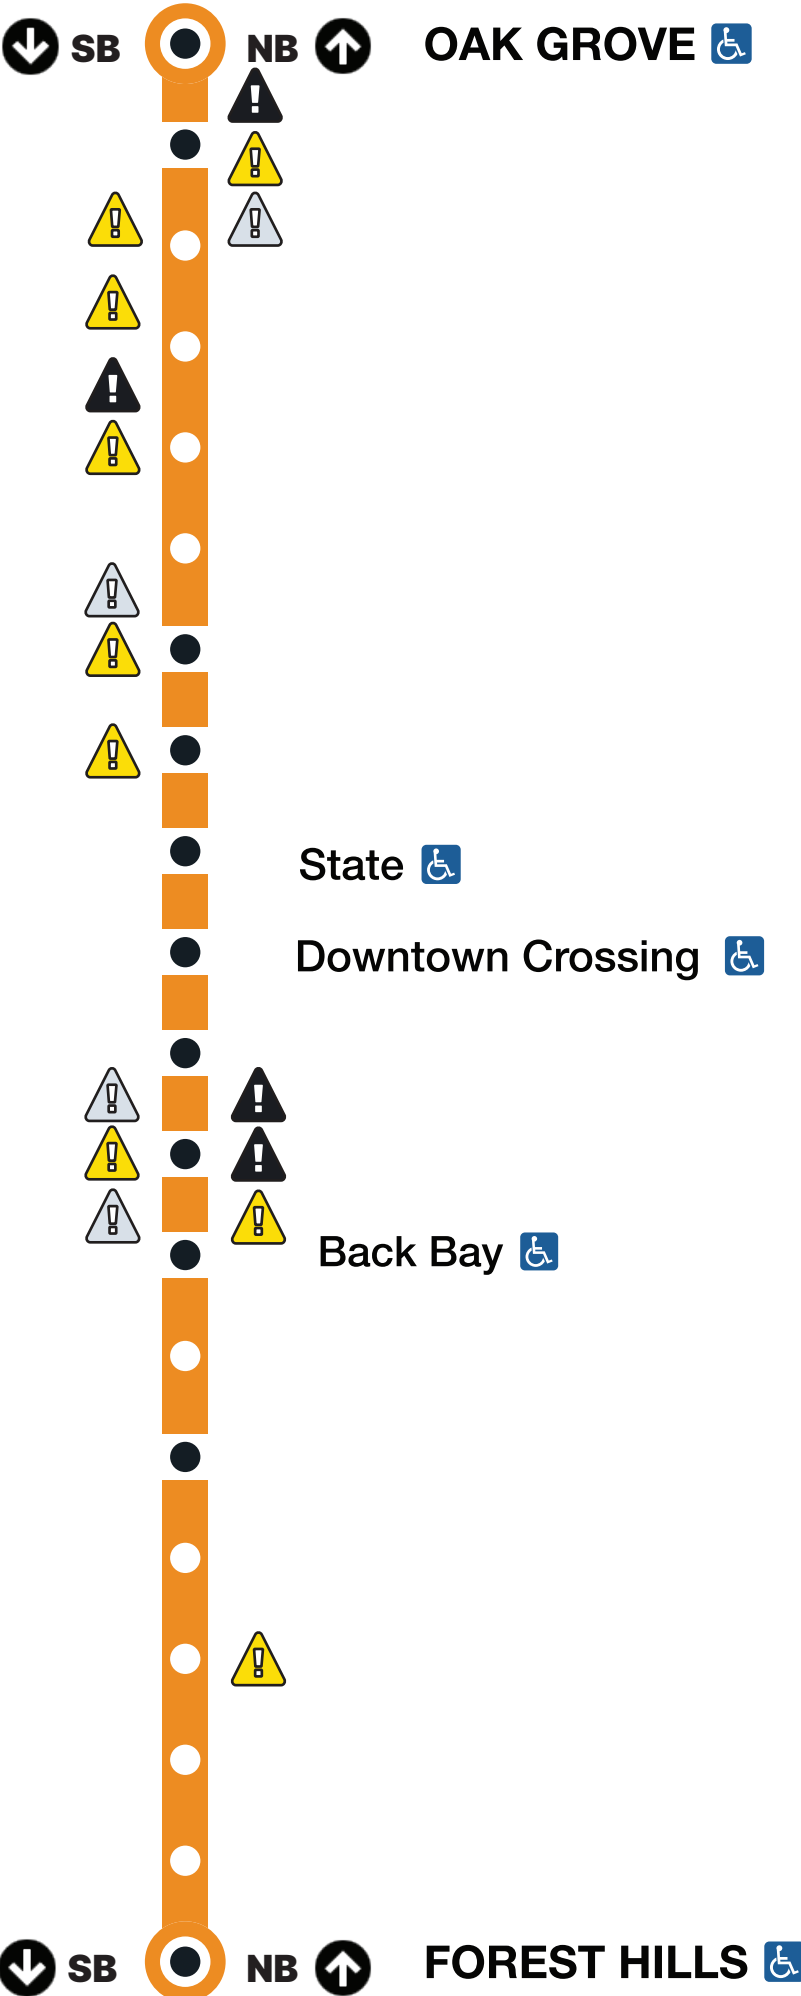 SB NB OAK GROVE
State
Downtown Crossing
Back Bay
SB NB FOREST HILLS